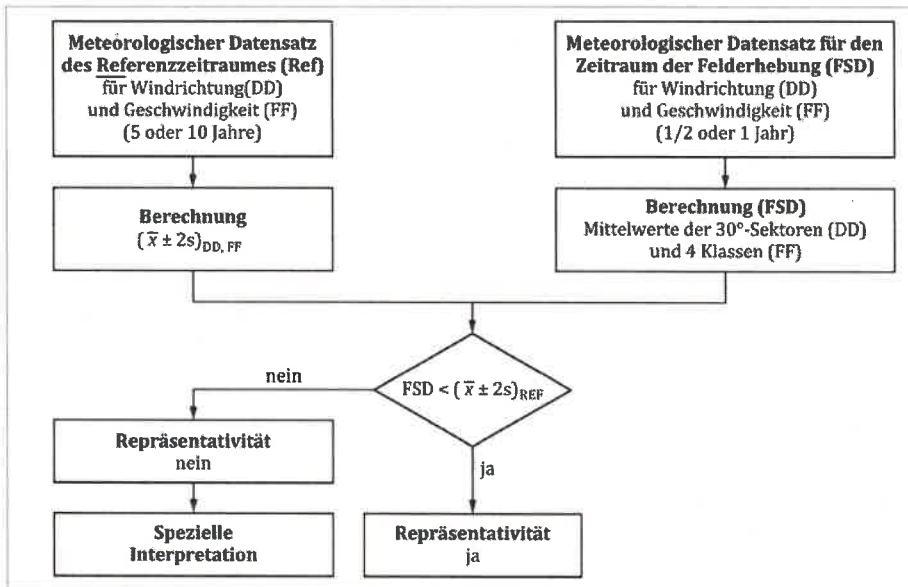 Meteorologischer Datensatz
des Referenzzeitraumes (Ref)
für Windrichtung(DD)
und Geschwindigkeit (FF)
(5 oder 10 Jahre)
Meteorologischer Datensatz für den
Zeitraum der Felderhebung (FSD)
für Windrichtung (DD)
und Geschwindigkeit (FF)
(1/2 oder 1 Jahr)
Berechnung
(x̅ ± 2s)DD, FF
Berechnung (FSD)
Mittelwerte der 30°-Sektoren (DD)
und 4 Klassen (FF)
nein
FSD < (x̅ ± 2s)REF
Repräsentativität
nein
ja
Spezielle
Interpretation
Repräsentativität
ja